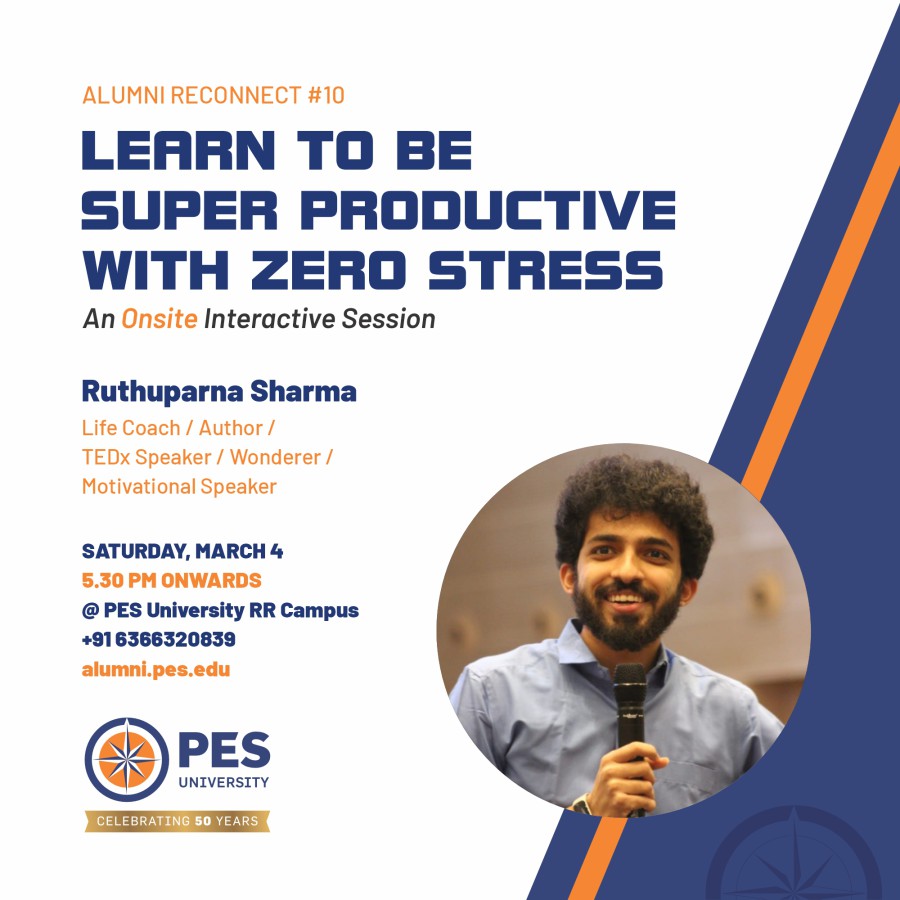 ALUMNI RECONNECT #10
LEARN TO BE
SUPER PRODUCTIVE
WITH ZERO STRESS
An Onsite Interactive Session
Ruthuparna Sharma
Life Coach / Author /
TEDx Speaker / Wonderer /
Motivational Speaker
SATURDAY, MARCH 4
5.30 PM ONWARDS
@ PES University RR Campus
+91 6366320839
alumni.pes.edu
PES
UNIVERSITY
CELEBRATING 50 YEARS